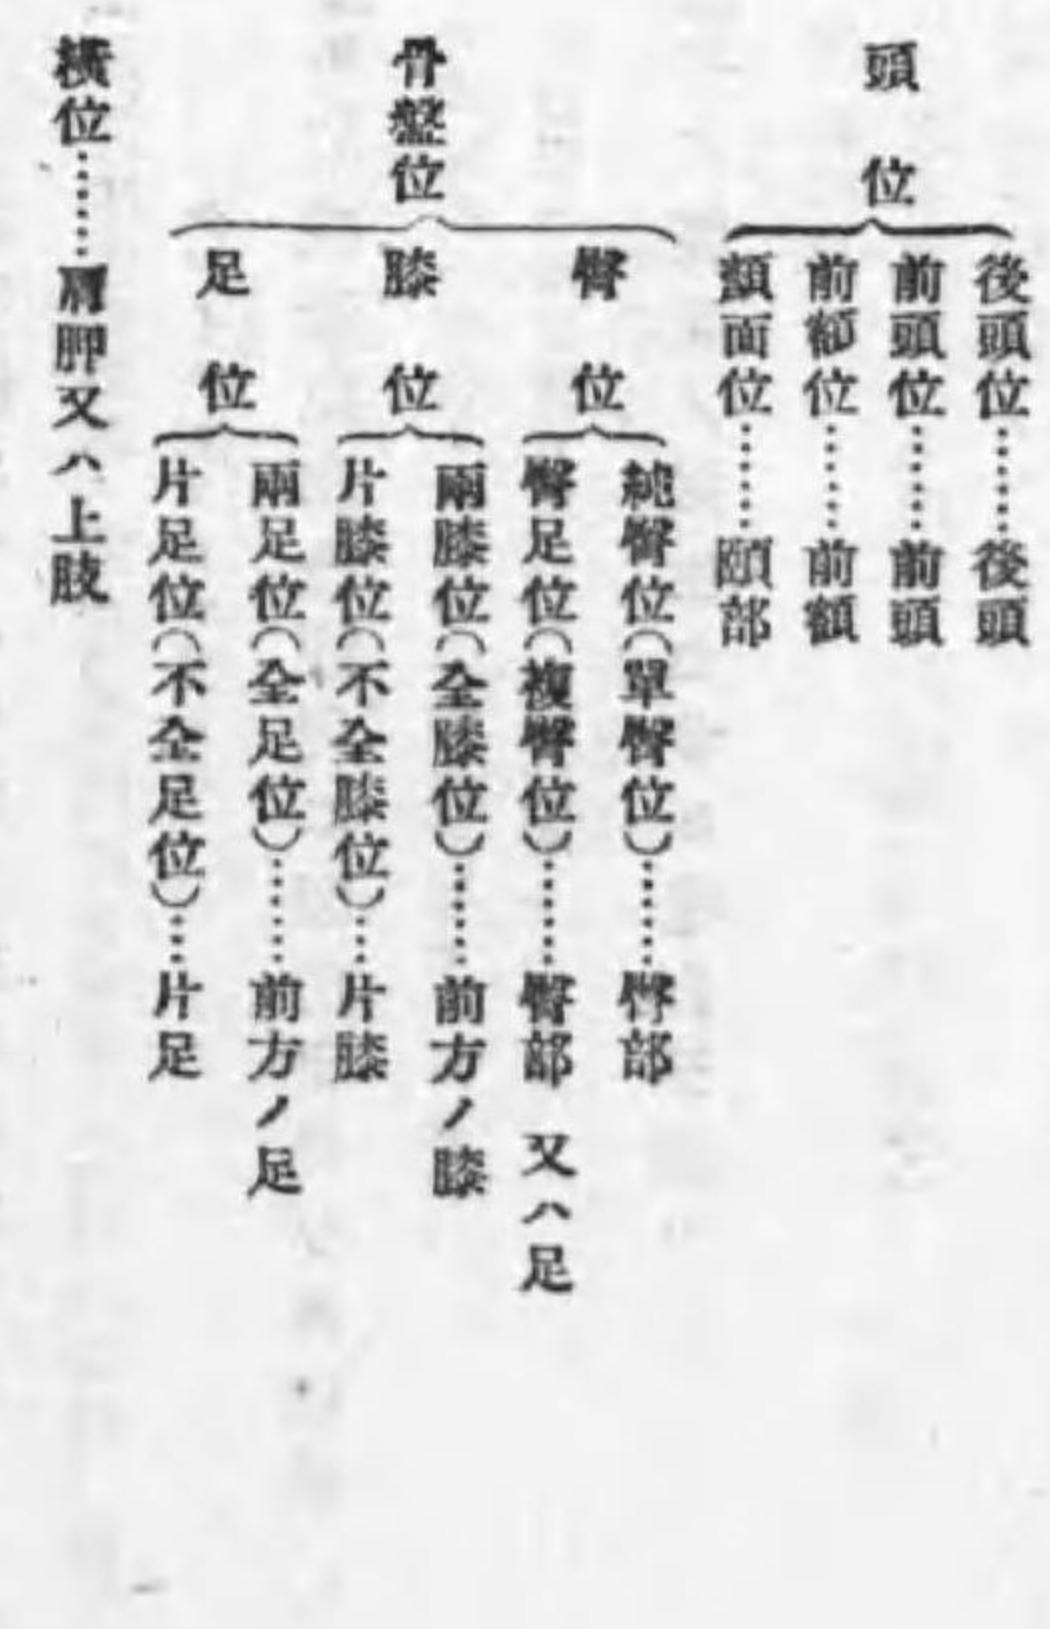 頭位
後頭位……後頭
前頭位……前頭
前額位……前額
顏面位……頤部
骨盤位
臀位
純臀位(單臀位)……臀部
臀足位(複臀位)……臀部 又ハ足
膝位
兩膝位(全膝位)……前方ノ膝
片膝位(不全膝位)…片膝
足位
兩足位(全足位)……前方ノ足
片足位(不全足位)…片足
橫位……肩胛又ハ上肢